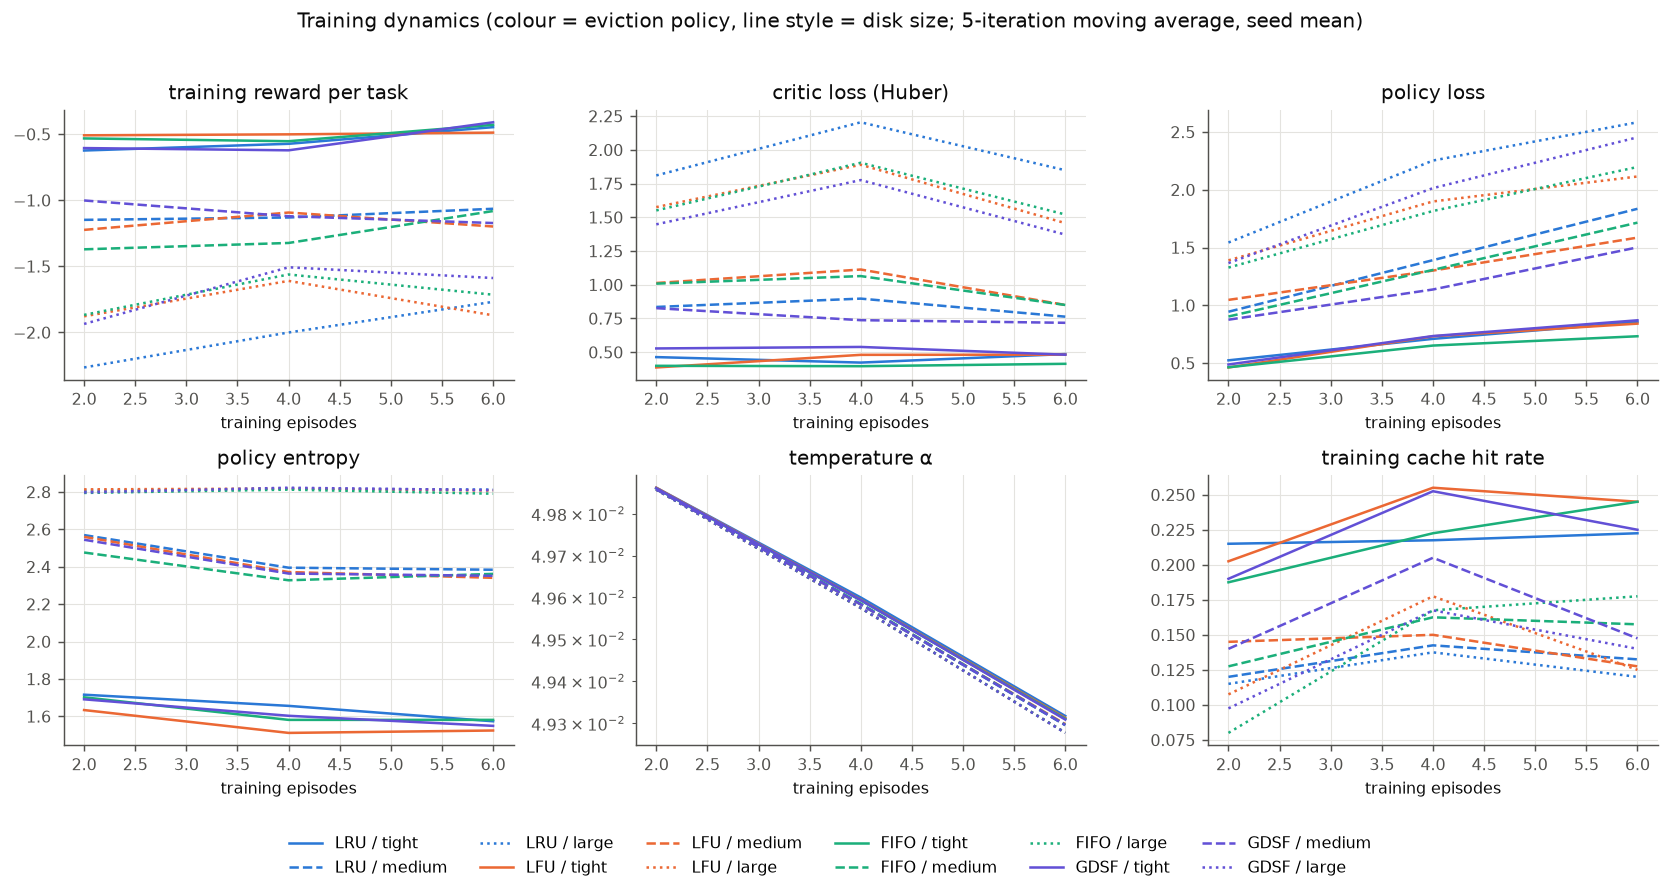 Training dynamics (colour = eviction policy, line style = disk size; 5-iteration moving average, seed mean)
training reward per task
−0.5
−1.0
−1.5
−2.0
2.0 2.5 3.0 3.5 4.0 4.5 5.0 5.5 6.0
training episodes
critic loss (Huber)
2.25
2.00
1.75
1.50
1.25
1.00
0.75
0.50
2.0 2.5 3.0 3.5 4.0 4.5 5.0 5.5 6.0
training episodes
policy loss
2.5
2.0
1.5
1.0
0.5
2.0 2.5 3.0 3.5 4.0 4.5 5.0 5.5 6.0
training episodes
policy entropy
2.8
2.6
2.4
2.2
2.0
1.8
1.6
2.0 2.5 3.0 3.5 4.0 4.5 5.0 5.5 6.0
training episodes
temperature α
4.98 × 10⁻²
4.97 × 10⁻²
4.96 × 10⁻²
4.95 × 10⁻²
4.94 × 10⁻²
4.93 × 10⁻²
2.0 2.5 3.0 3.5 4.0 4.5 5.0 5.5 6.0
training episodes
training cache hit rate
0.250
0.225
0.200
0.175
0.150
0.125
0.100
0.075
2.0 2.5 3.0 3.5 4.0 4.5 5.0 5.5 6.0
training episodes
LRU / tight LRU / large LFU / medium FIFO / tight FIFO / large GDSF / medium
LRU / medium LFU / tight LFU / large FIFO / medium GDSF / tight GDSF / large